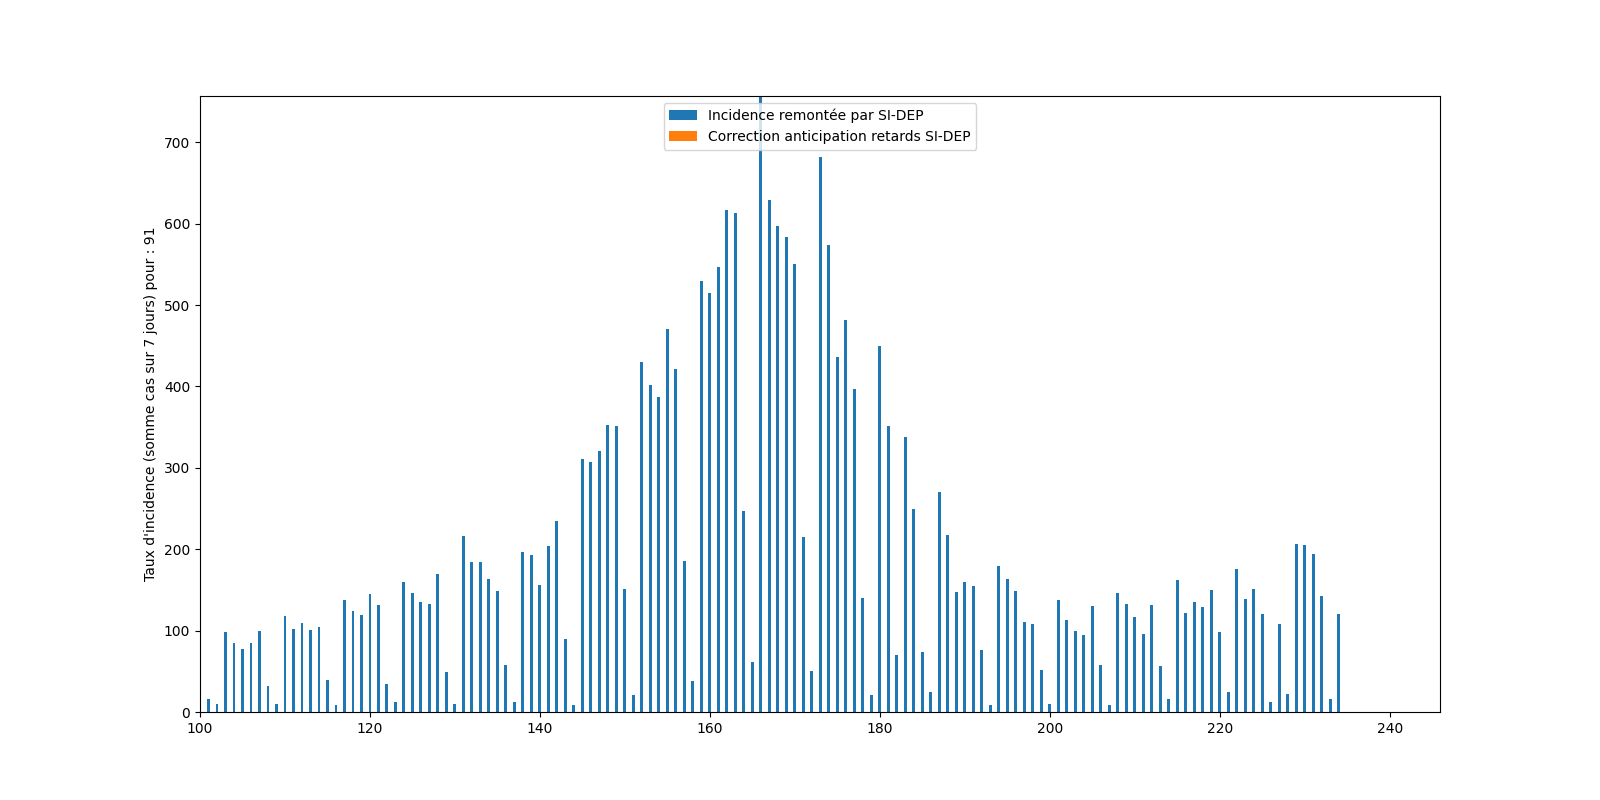 Incidence remontée par SI-DEP
Correction anticipation retards SI-DEP
Taux d'incidence (somme cas sur 7 jours) pour : 91
700
600
500
400
300
200
100
0
100 120 140 160 180 200 220 240